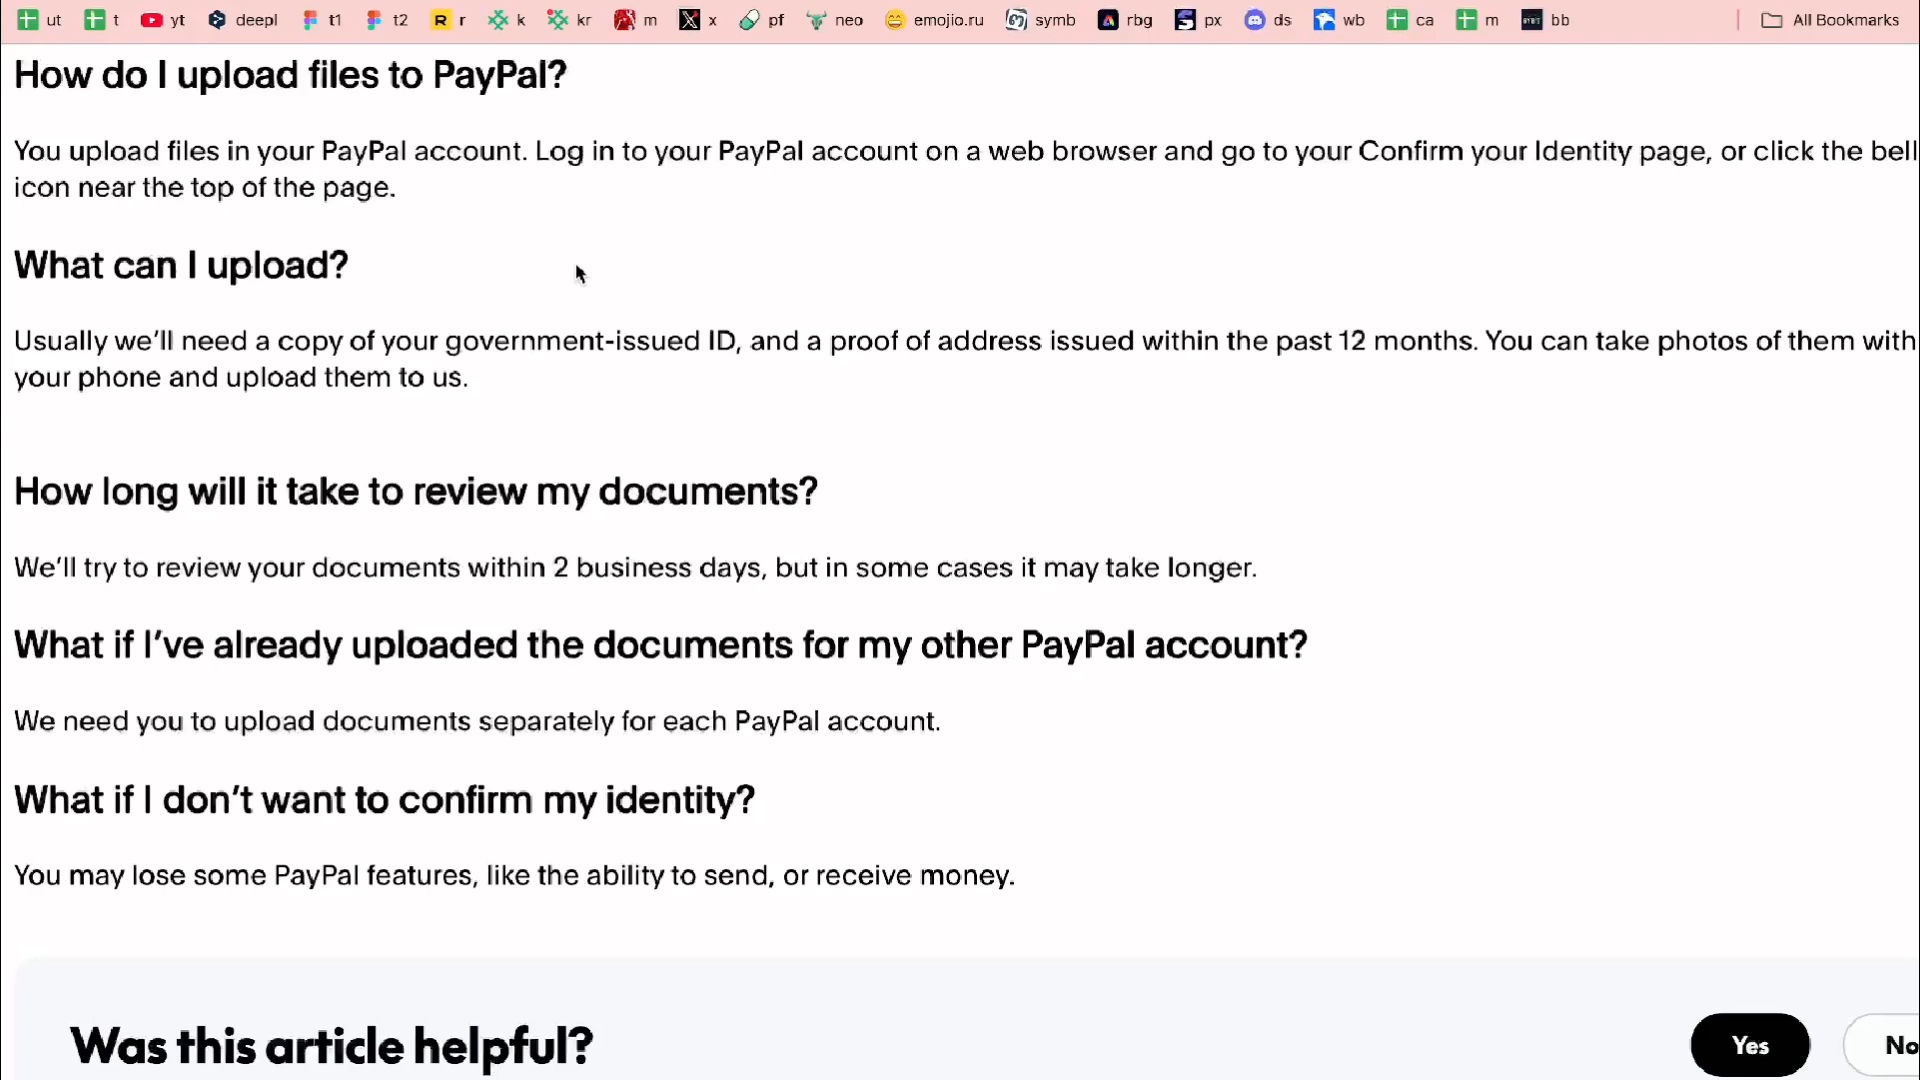 ut t yt deepl t1 t2 r k kr m x pf neo emojio.ru symb rbg px ds wb ca m bb All Bookmarks
How do I upload files to PayPal?
You upload files in your PayPal account. Log in to your PayPal account on a web browser and go to your Confirm your Identity page, or click the bell
icon near the top of the page.
What can I upload?
Usually we’ll need a copy of your government-issued ID, and a proof of address issued within the past 12 months. You can take photos of them with
your phone and upload them to us.
How long will it take to review my documents?
We’ll try to review your documents within 2 business days, but in some cases it may take longer.
What if I’ve already uploaded the documents for my other PayPal account?
We need you to upload documents separately for each PayPal account.
What if I don’t want to confirm my identity?
You may lose some PayPal features, like the ability to send, or receive money.
Was this article helpful? Yes No